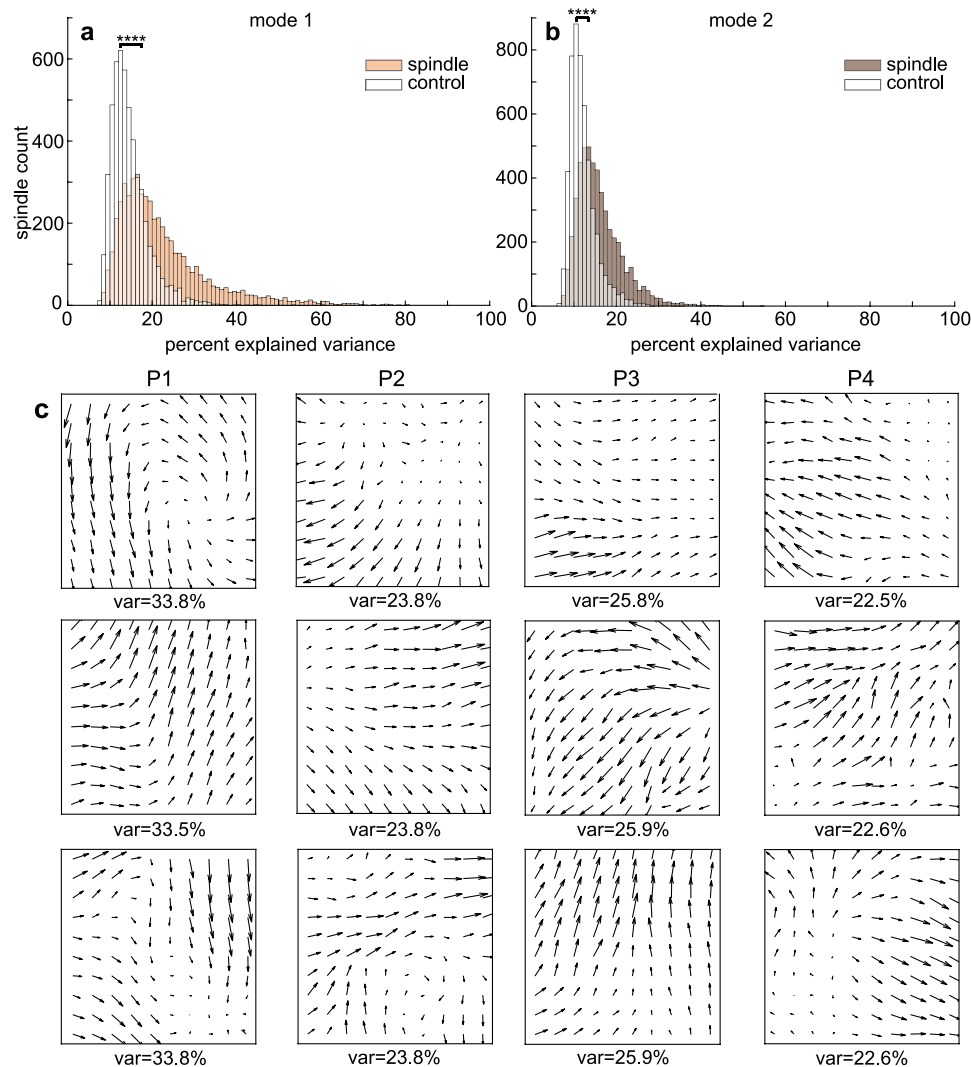 a
****
mode 1
spindle
control
600
400
200
0
spindle count
0 20 40 60 80 100
percent explained variance
b
****
mode 2
spindle
control
800
600
400
200
0
0 20 40 60 80 100
percent explained variance
c
P1 P2 P3 P4
var=33.8% var=23.8% var=25.8% var=22.5%
var=33.5% var=23.8% var=25.9% var=22.6%
var=33.8% var=23.8% var=25.9% var=22.6%